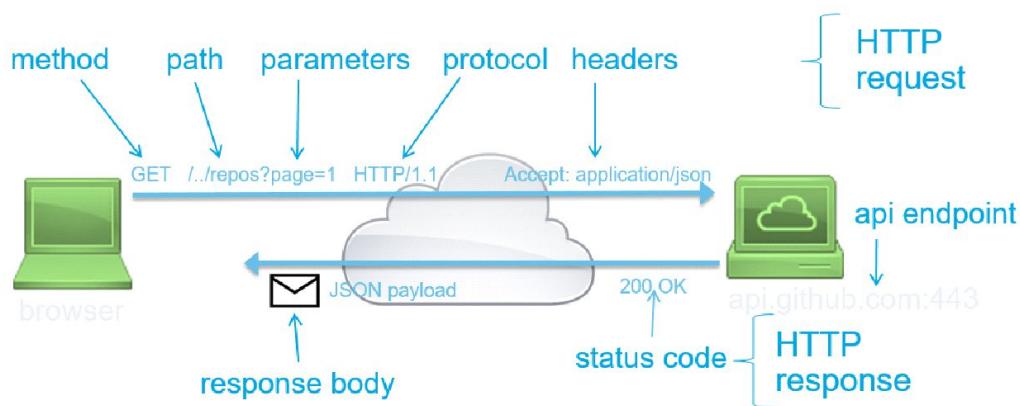 HTTP
request
method path parameters protocol headers
GET /../repos?page=1 HTTP/1.1 Accept: application/json
api endpoint
JSON payload 200 OK
browser api.github.com:443
status code
HTTP
response
response body